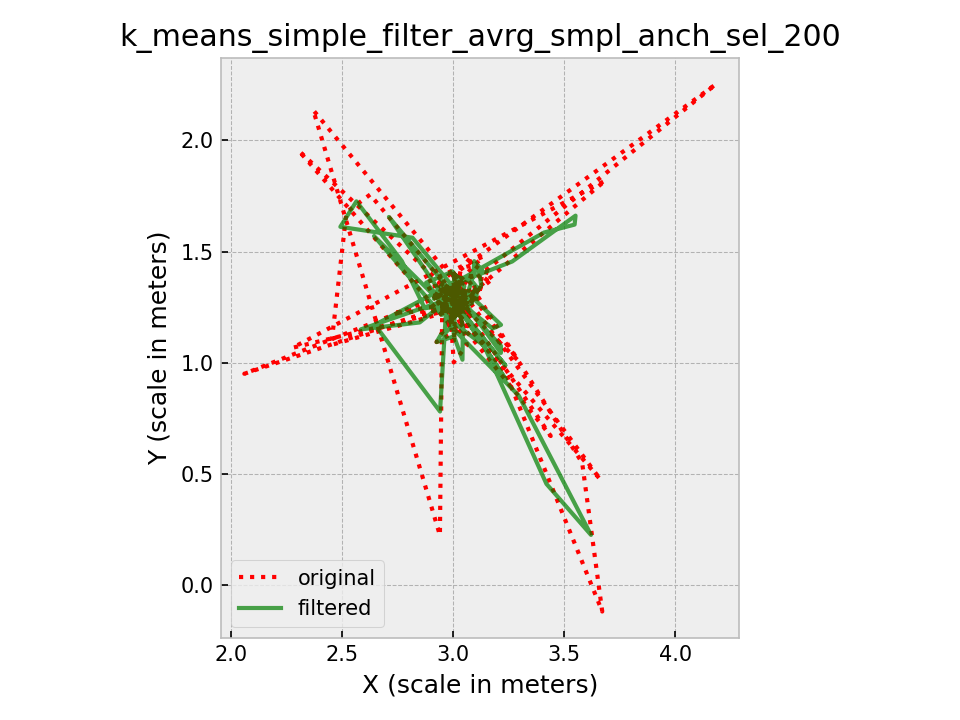 k_means_simple_filter_avrg_smpl_anch_sel_200
Y (scale in meters)
2.0
1.5
1.0
0.5
0.0
original
filtered
2.0 2.5 3.0 3.5 4.0
X (scale in meters)